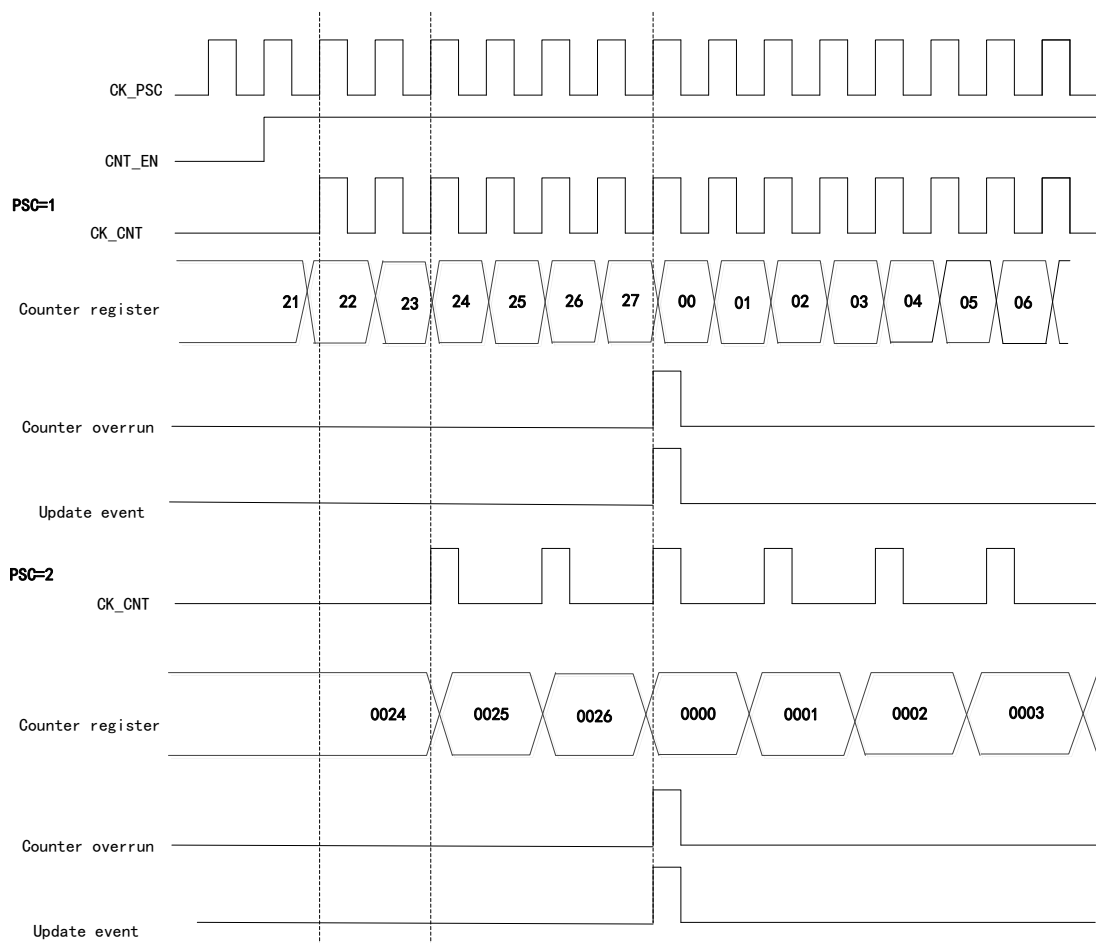 CK_PSC
CNT_EN
PSC=1
CK_CNT
Counter register 21 22 23 24 25 26 27 00 01 02 03 04 05 06
Counter overrun
Update event
PSC=2
CK_CNT
Counter register 0024 0025 0026 0000 0001 0002 0003
Counter overrun
Update event